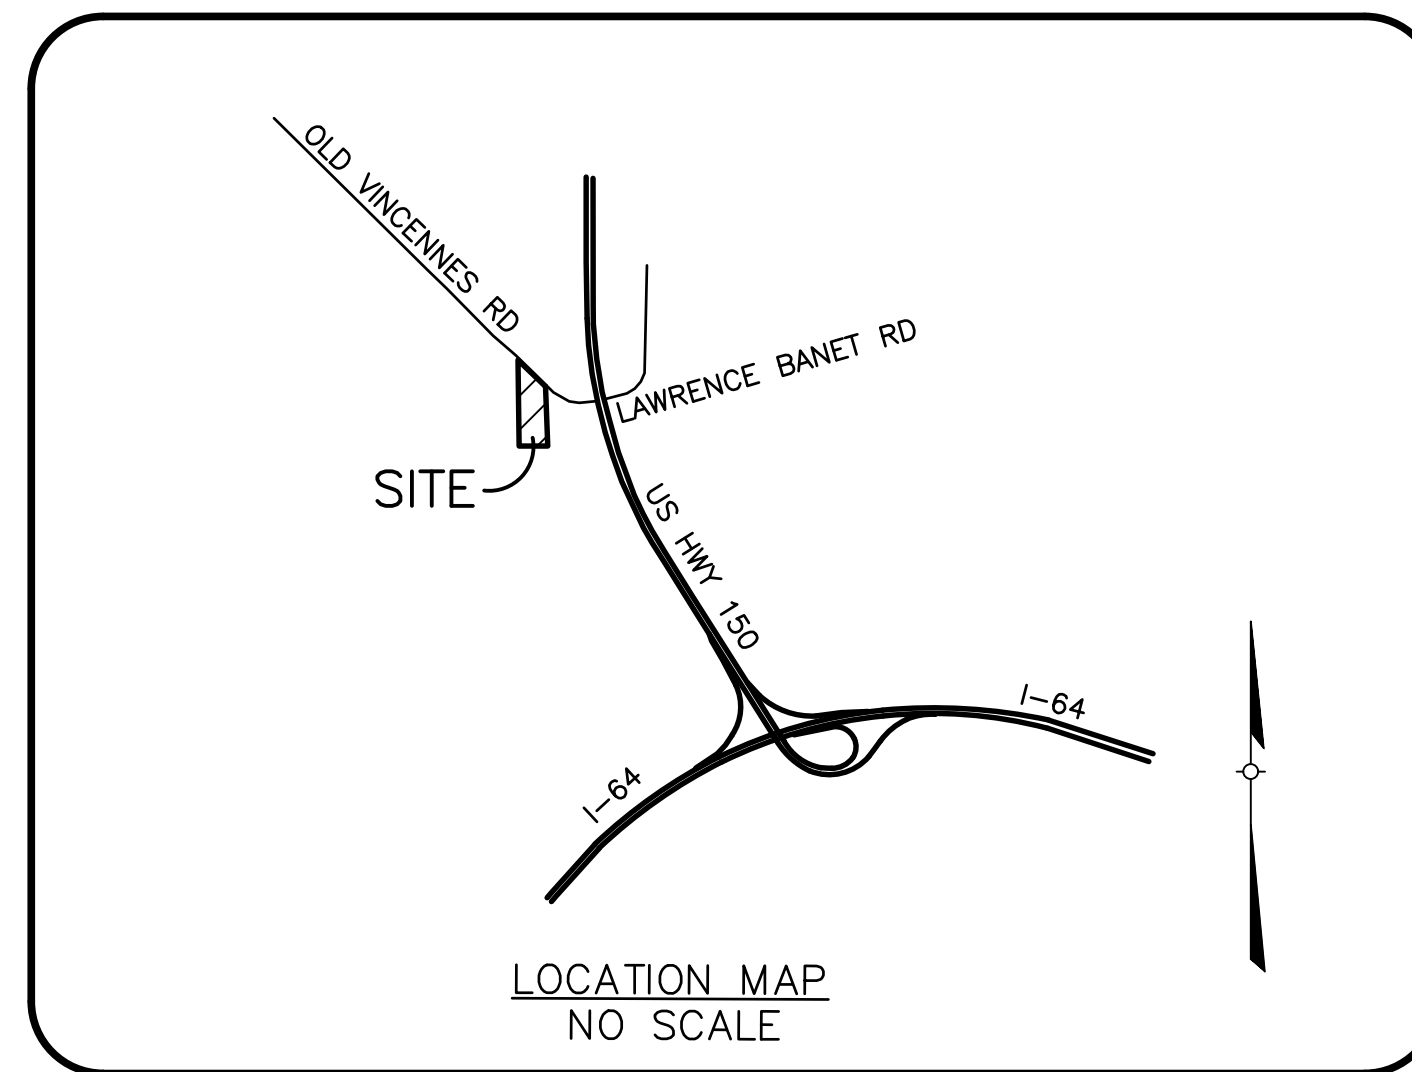 OLD VINCENNES RD
LAWRENCE BANET RD
SITE
US HWY 150
I-64
I-64
LOCATION MAP
NO SCALE